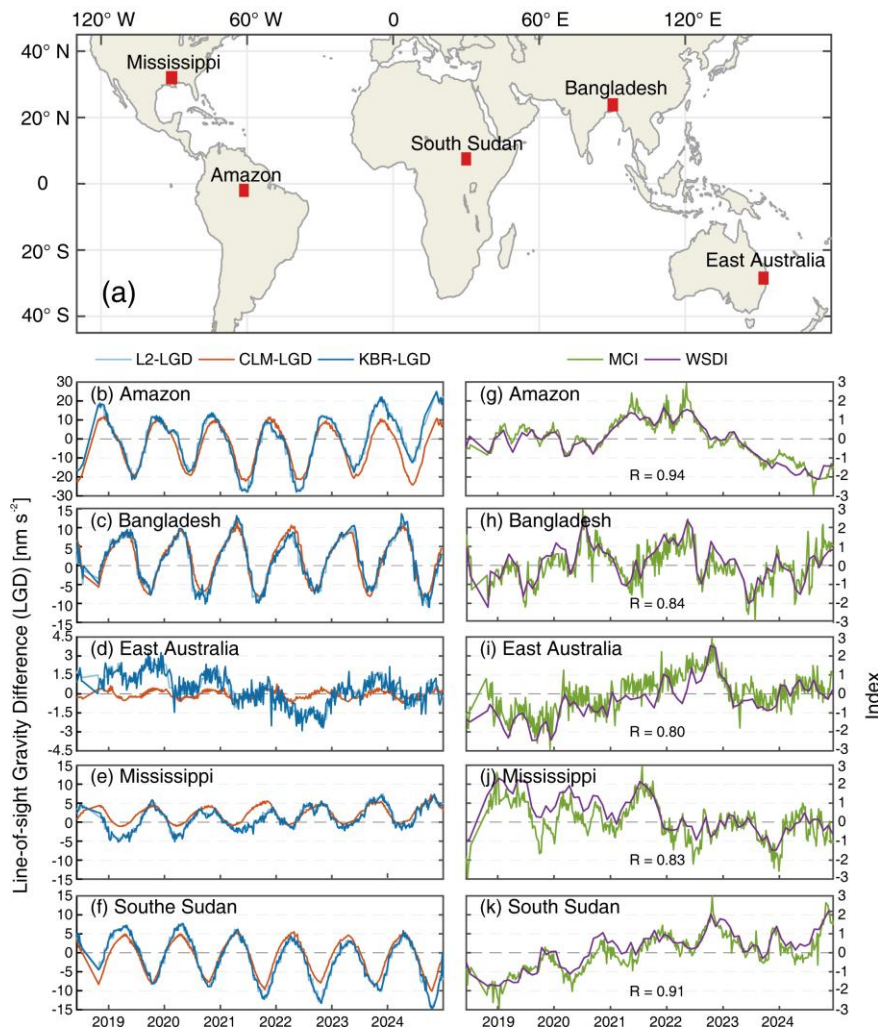 120° W 60° W 0 60° E 120° E
40° N
Mississippi
Bangladesh
20° N
South Sudan
Amazon
0
20° S
East Australia
(a)
40° S
L2-LGD CLM-LGD KBR-LGD MCI WSDI
Line-of-sight Gravity Difference (LGD) [nm s⁻²]
30
20
10
0
-10
-20
-30
(b) Amazon
(g) Amazon
R = 0.94
3
2
1
0
-1
-2
-3
15
10
5
0
-5
-10
-15
(c) Bangladesh
(h) Bangladesh
R = 0.84
3
2
1
0
-1
-2
-3
4.5
3
1.5
0
-1.5
-3
-4.5
(d) East Australia
(i) East Australia
R = 0.80
3
2
1
0
-1
-2
-3
Index
15
10
5
0
-5
-10
-15
(e) Mississippi
(j) Mississippi
R = 0.83
3
2
1
0
-1
-2
-3
15
10
5
0
-5
-10
-15
(f) Southe Sudan
(k) South Sudan
R = 0.91
3
2
1
0
-1
-2
-3
2019 2020 2021 2022 2023 2024
2019 2020 2021 2022 2023 2024